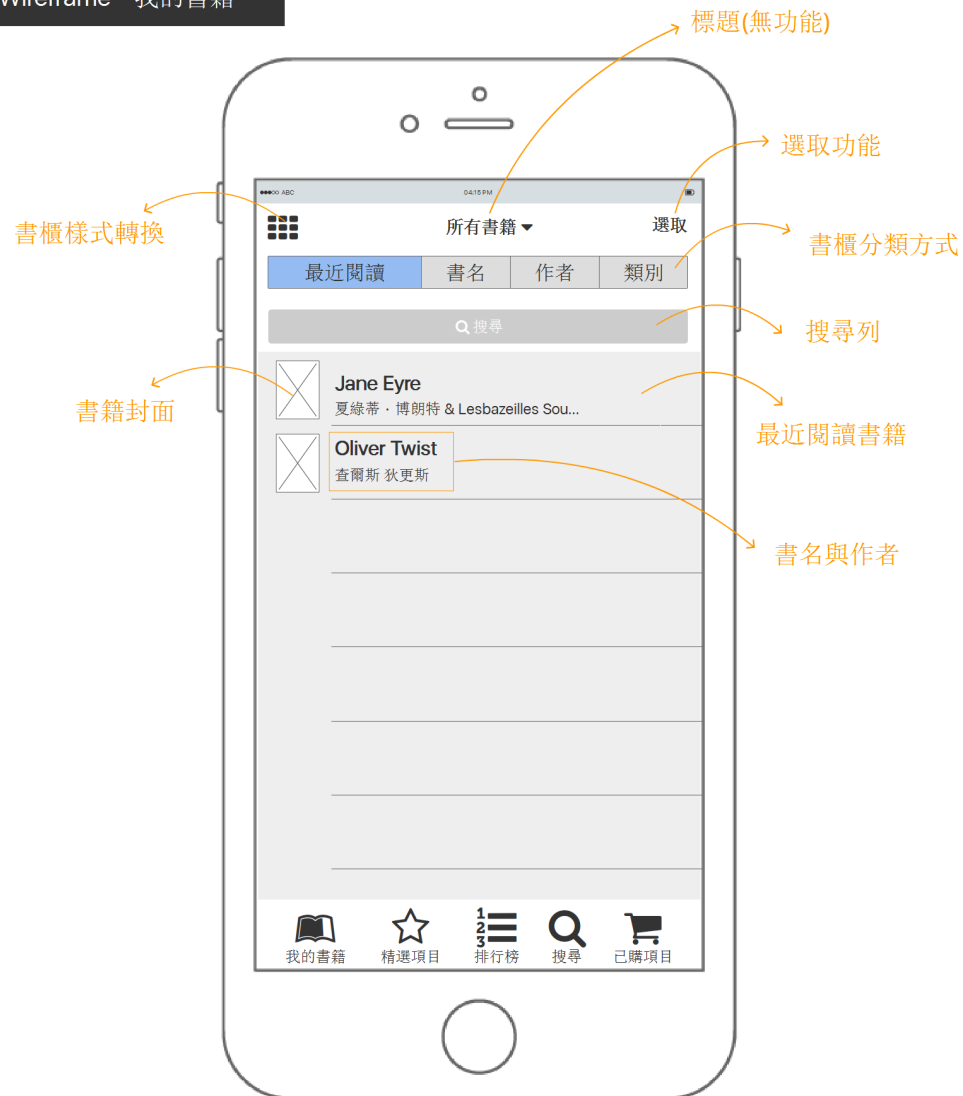 Wireframe 我的書籍
標題(無功能)
選取功能
ABC 04:15 PM
書櫃樣式轉換
所有書籍
選取
書櫃分類方式
最近閱讀 書名 作者 類別
搜尋
搜尋列
Jane Eyre
夏綠蒂・博朗特 & Lesbazeilles Sou...
書籍封面
最近閱讀書籍
Oliver Twist
查爾斯 狄更斯
書名與作者
1
2
3
我的書籍 精選項目 排行榜 搜尋 已購項目